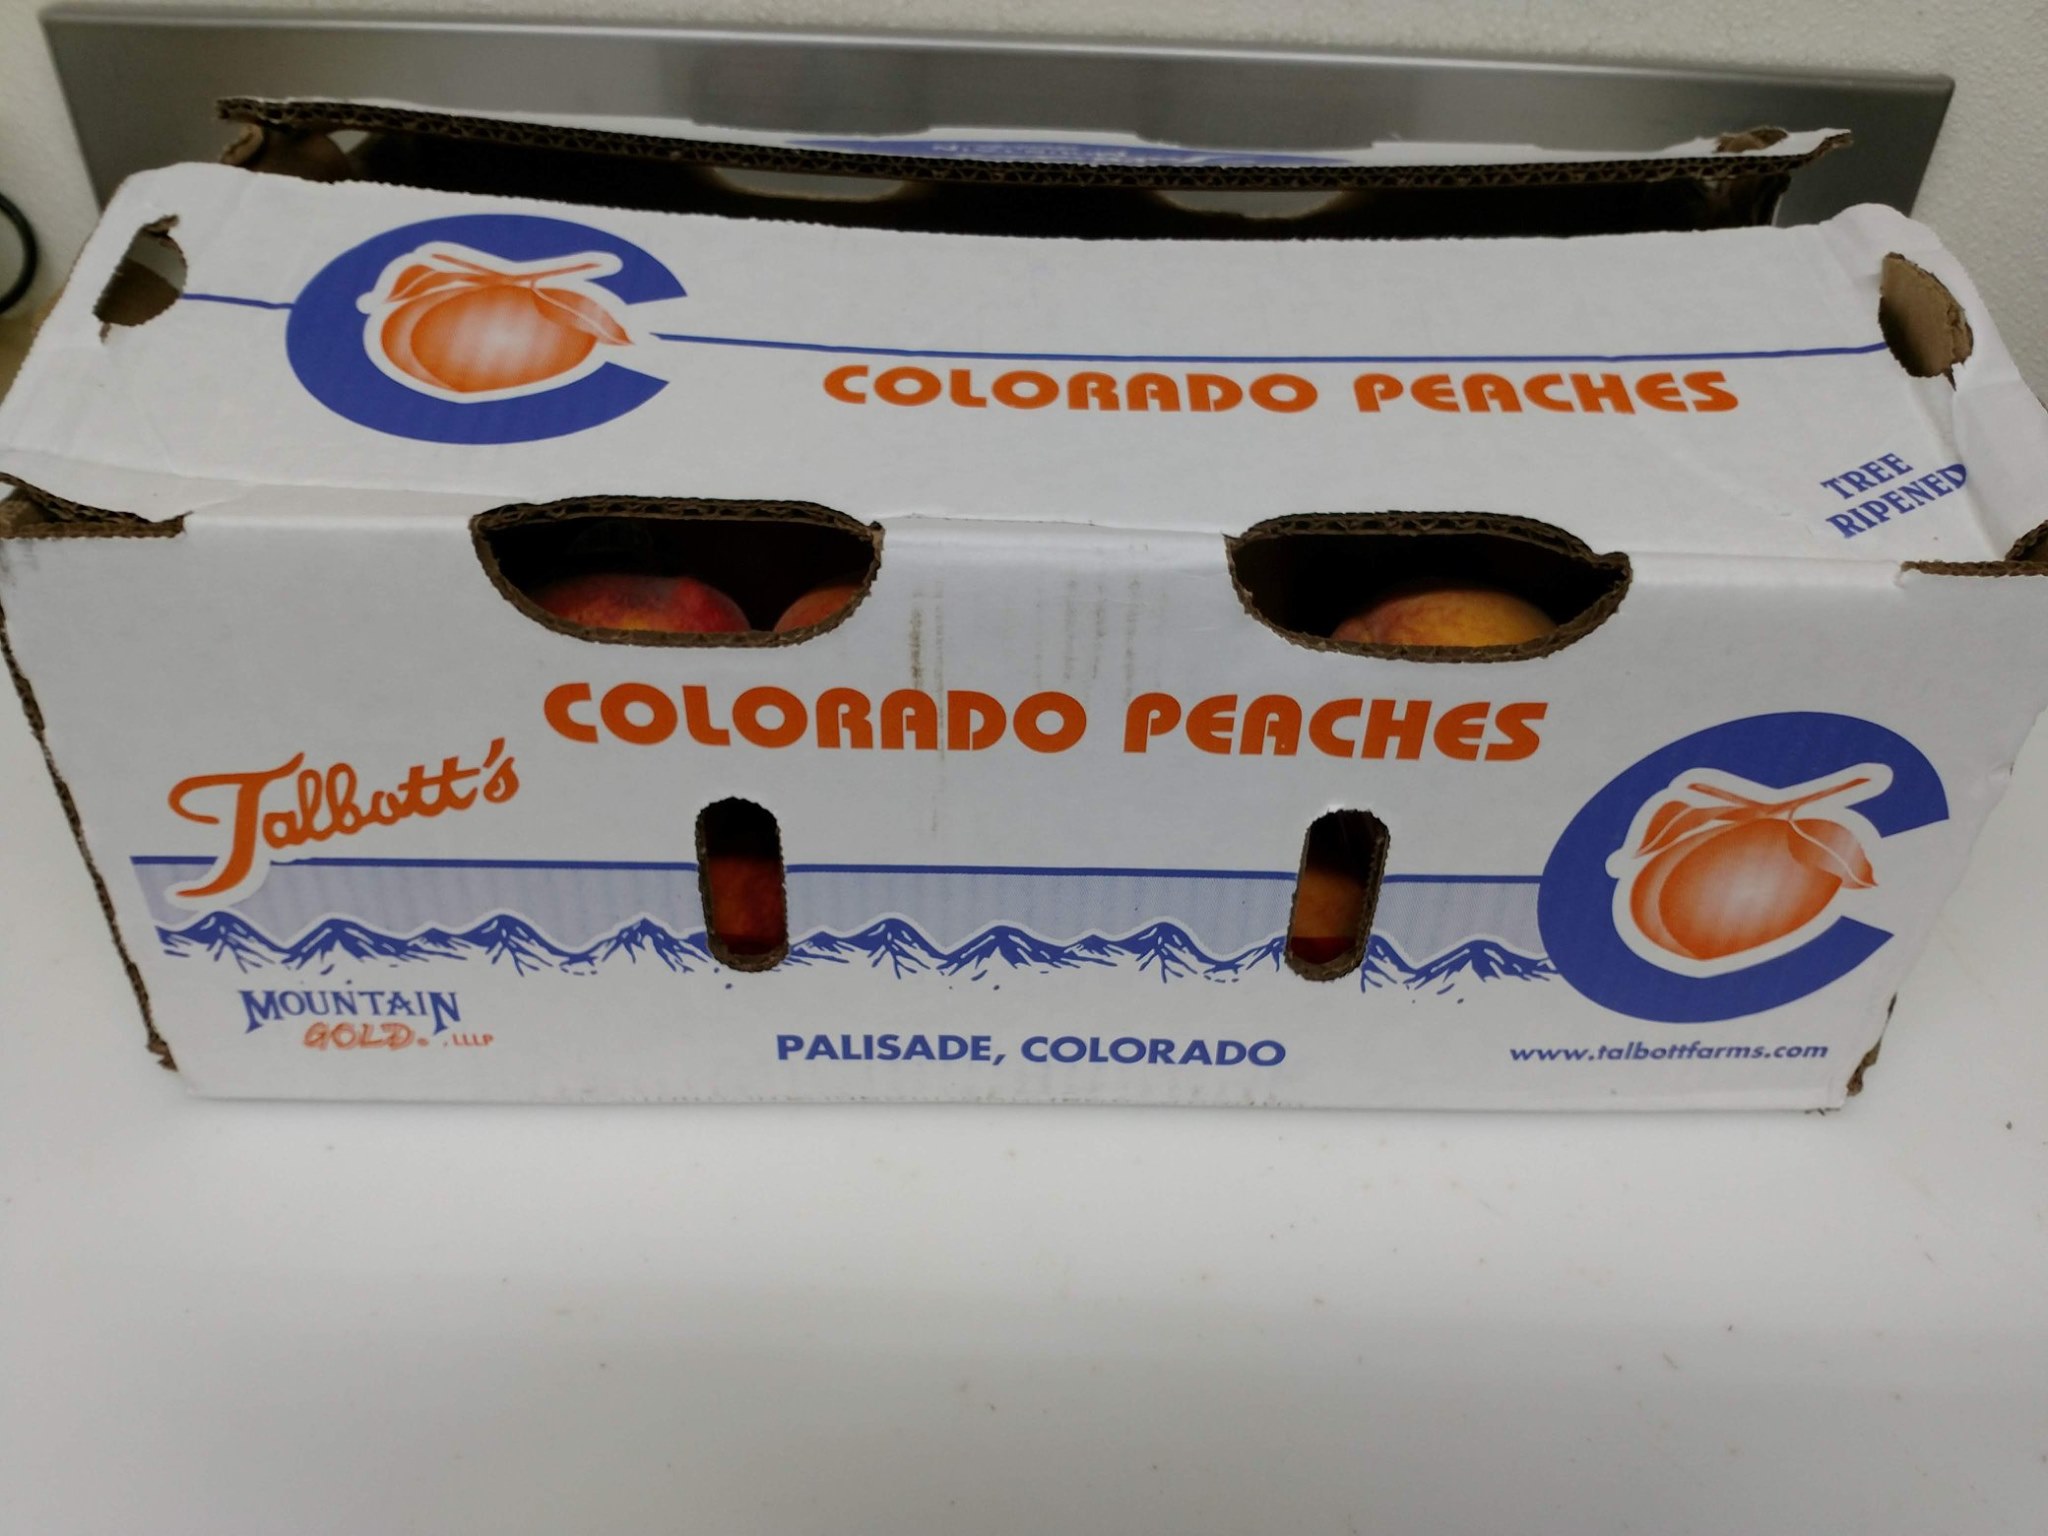 COLORADO PEACHES
TREE
RIPENED
COLORADO PEACHES
Talbott's
MOUNTAIN
GOLD®, LLLP
PALISADE, COLORADO
www.talbottfarms.com